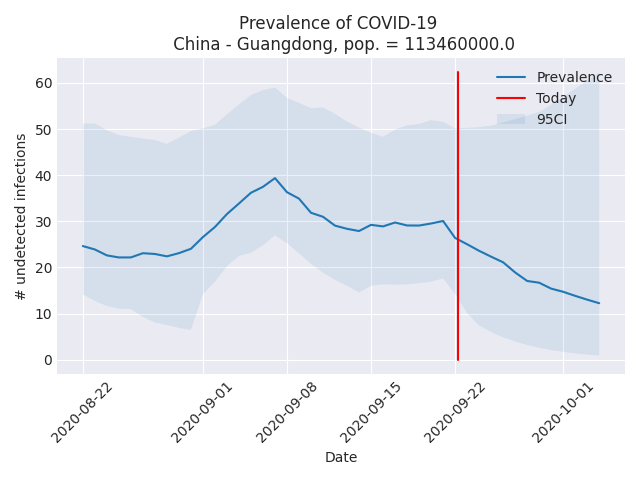 Prevalence of COVID-19
China - Guangdong, pop. = 113460000.0
Prevalence
Today
95CI
# undetected infections
60
50
40
30
20
10
0
2020-08-22
2020-09-01
2020-09-08
2020-09-15
2020-09-22
2020-10-01
Date